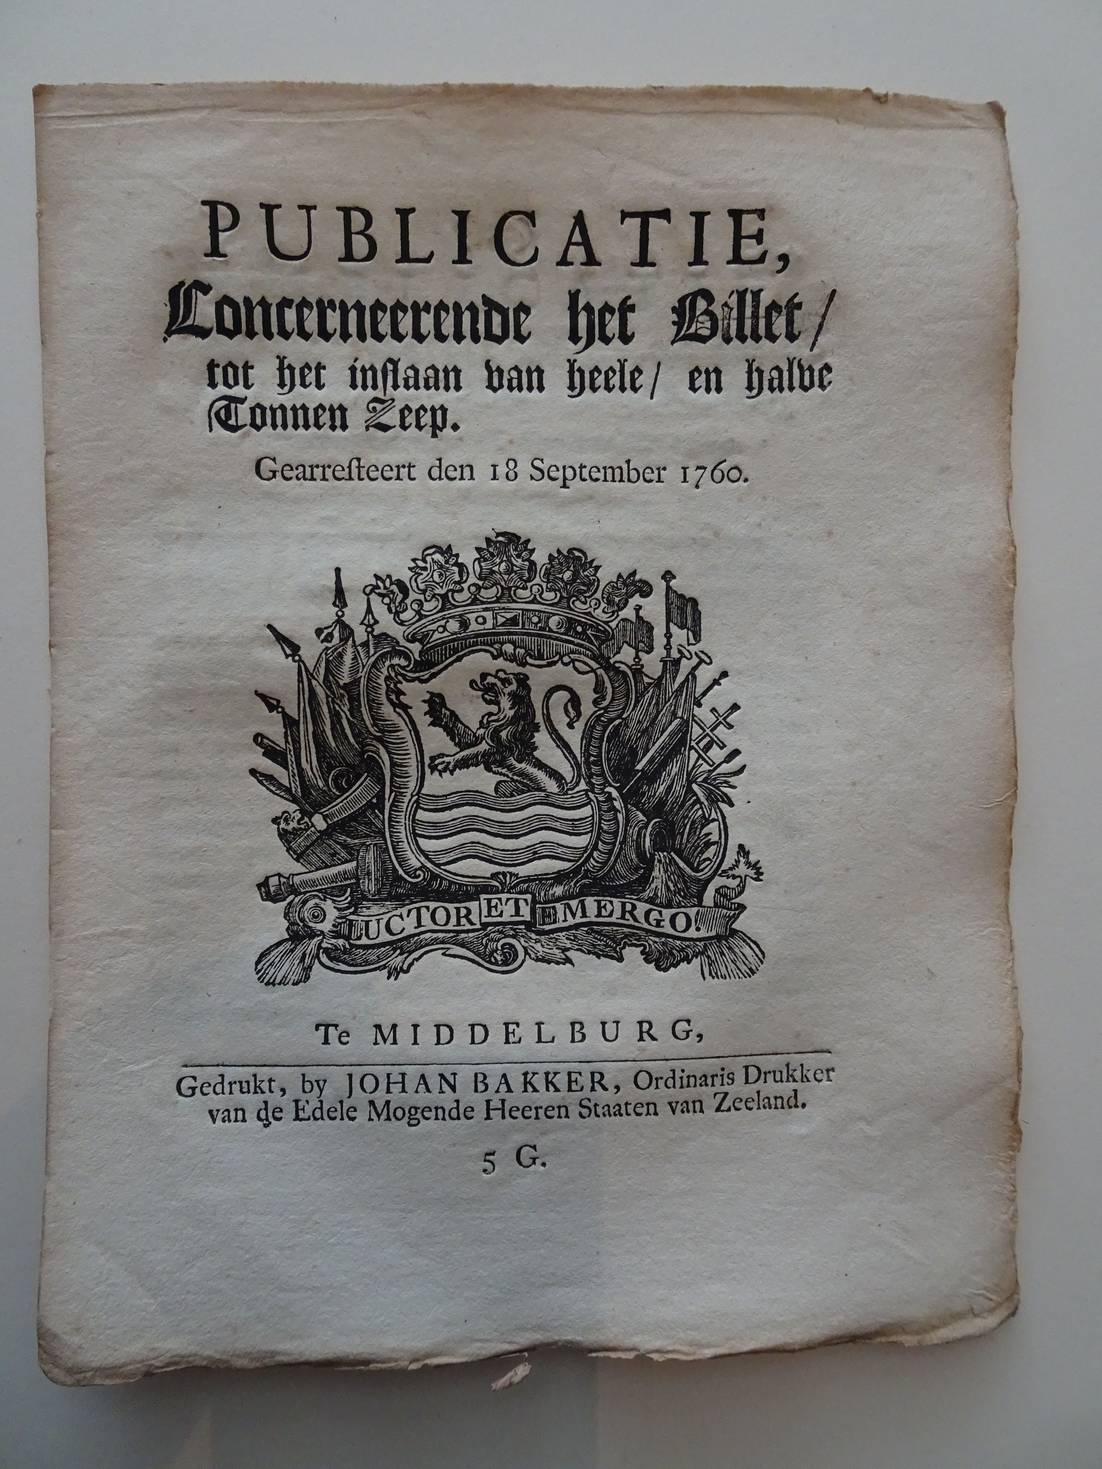 PUBLICATIE,
Concerneerende het Billet/
tot het inslaan van heele/ en halve
Tonnen Zeep.
Gearreſteert den 18 September 1760.
LUCTOR ET EMERGO.
Te MIDDELBURG,
Gedrukt, by JOHAN BAKKER, Ordinaris Drukker
van de Edele Mogende Heeren Staaten van Zeeland.
5 G.